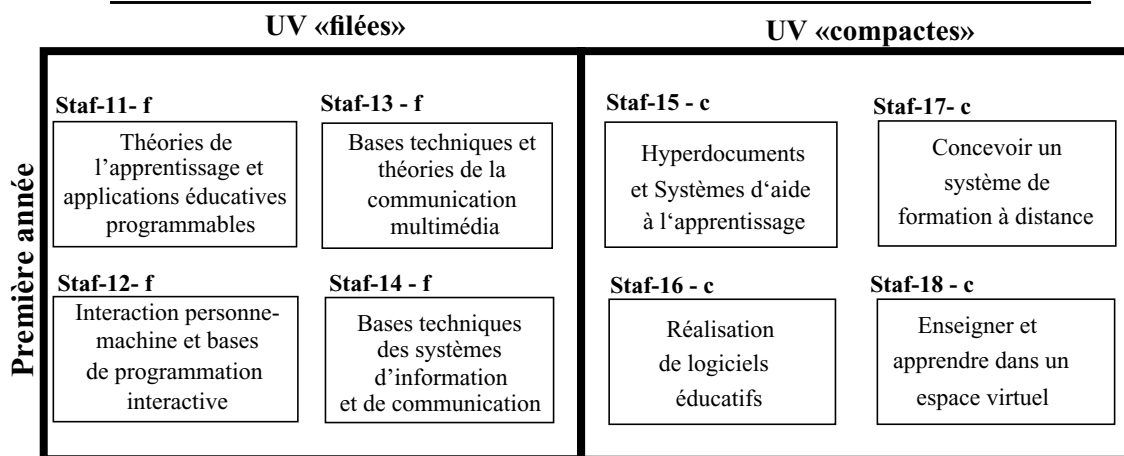 UV «filées»
UV «compactes»
Première année
Staf-11- f
Théories de
l’apprentissage et
applications éducatives
programmables
Staf-13 - f
Bases techniques et
théories de la
communication
multimédia
Staf-15 - c
Hyperdocuments
et Systèmes d‘aide
à l‘apprentissage
Staf-17- c
Concevoir un
système de
formation à distance
Staf-12- f
Interaction personne-
machine et bases
de programmation
interactive
Staf-14 - f
Bases techniques
des systèmes
d’information
et de communication
Staf-16 - c
Réalisation
de logiciels
éducatifs
Staf-18 - c
Enseigner et
apprendre dans un
espace virtuel